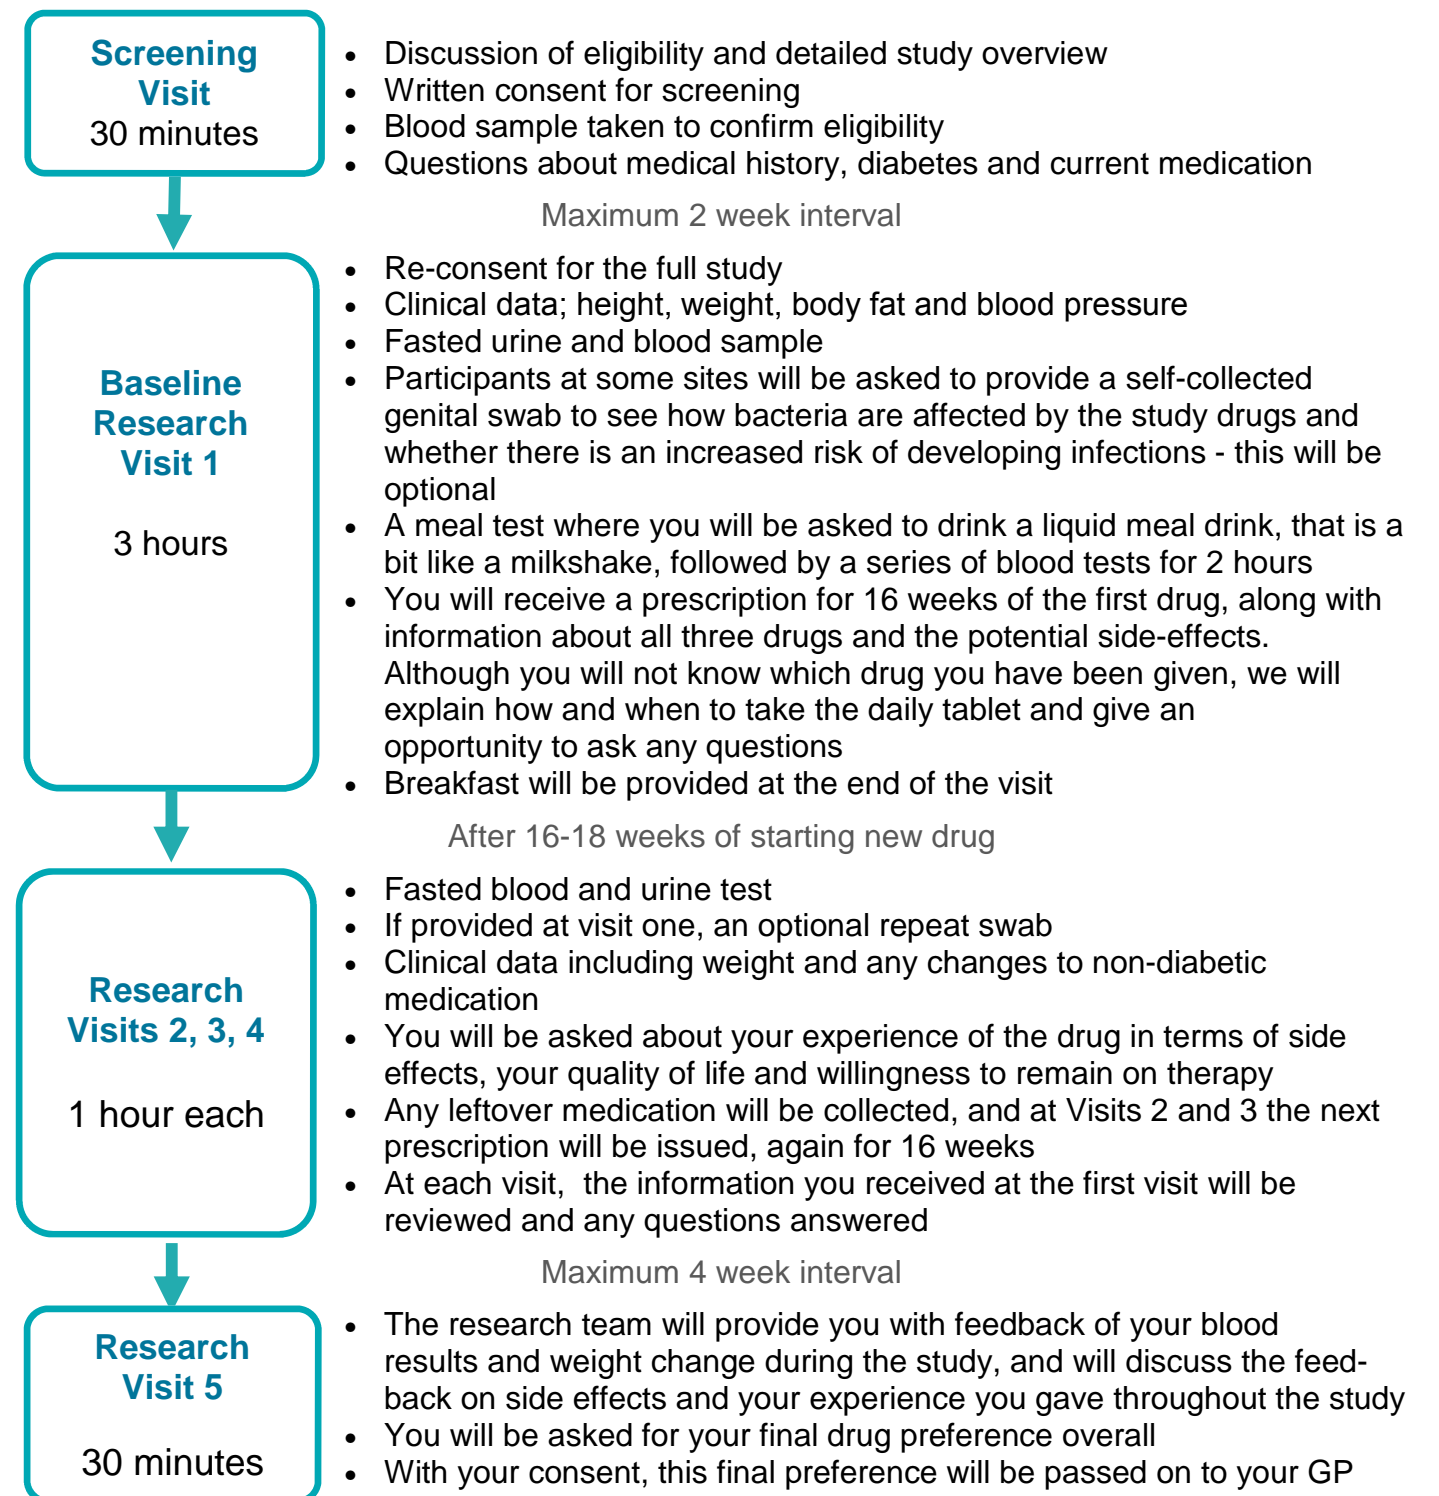 Screening
Visit
30 minutes
• Discussion of eligibility and detailed study overview
• Written consent for screening
• Blood sample taken to confirm eligibility
• Questions about medical history, diabetes and current medication
Maximum 2 week interval
Baseline
Research
Visit 1
3 hours
• Re-consent for the full study
• Clinical data; height, weight, body fat and blood pressure
• Fasted urine and blood sample
• Participants at some sites will be asked to provide a self-collected
genital swab to see how bacteria are affected by the study drugs and
whether there is an increased risk of developing infections - this will be
optional
• A meal test where you will be asked to drink a liquid meal drink, that is a
bit like a milkshake, followed by a series of blood tests for 2 hours
• You will receive a prescription for 16 weeks of the first drug, along with
information about all three drugs and the potential side-effects.
Although you will not know which drug you have been given, we will
explain how and when to take the daily tablet and give an
opportunity to ask any questions
• Breakfast will be provided at the end of the visit
After 16-18 weeks of starting new drug
Research
Visits 2, 3, 4
1 hour each
• Fasted blood and urine test
• If provided at visit one, an optional repeat swab
• Clinical data including weight and any changes to non-diabetic
medication
• You will be asked about your experience of the drug in terms of side
effects, your quality of life and willingness to remain on therapy
• Any leftover medication will be collected, and at Visits 2 and 3 the next
prescription will be issued, again for 16 weeks
• At each visit,  the information you received at the first visit will be
reviewed and any questions answered
Maximum 4 week interval
Research
Visit 5
30 minutes
• The research team will provide you with feedback of your blood
results and weight change during the study, and will discuss the feed-
back on side effects and your experience you gave throughout the study
• You will be asked for your final drug preference overall
• With your consent, this final preference will be passed on to your GP